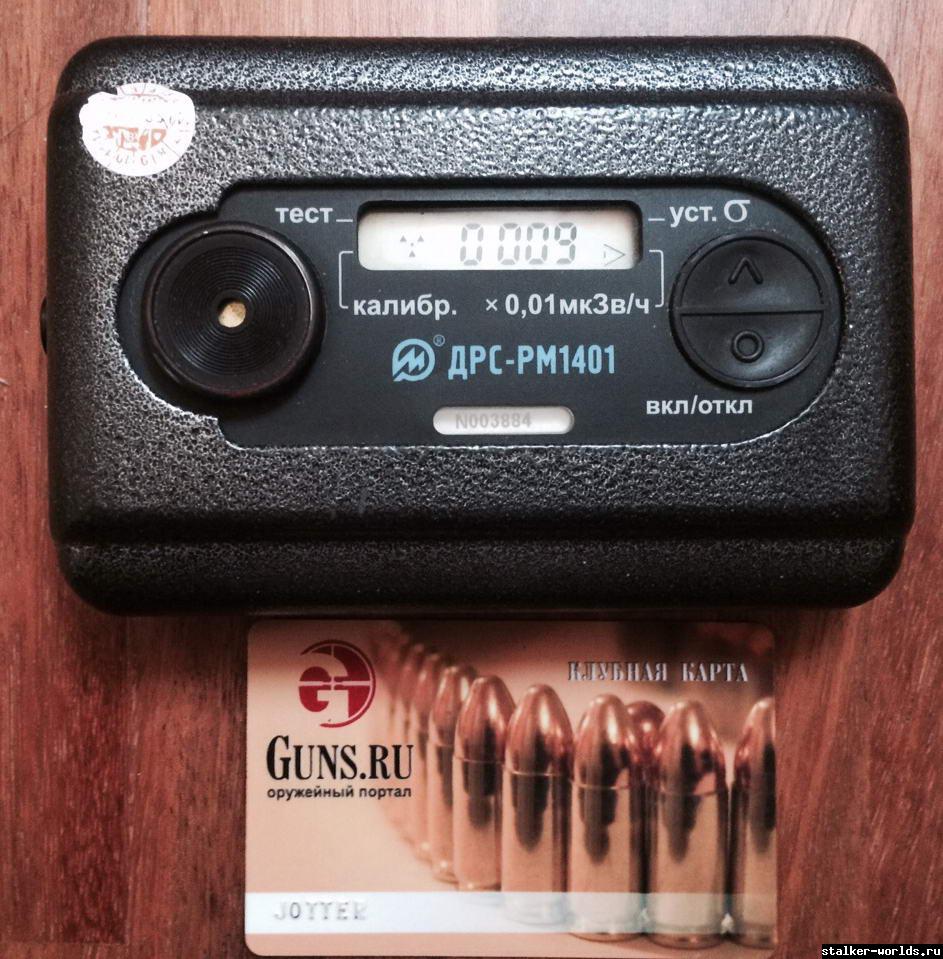 тест
0009
уст. σ
калибр. × 0,01мкЗв/ч
® ДРС-РМ1401
N003884
вкл/откл
КЛУБНАЯ КАРТА
GUNS.RU
оружейный портал
JOYTER
stalker-worlds.ru